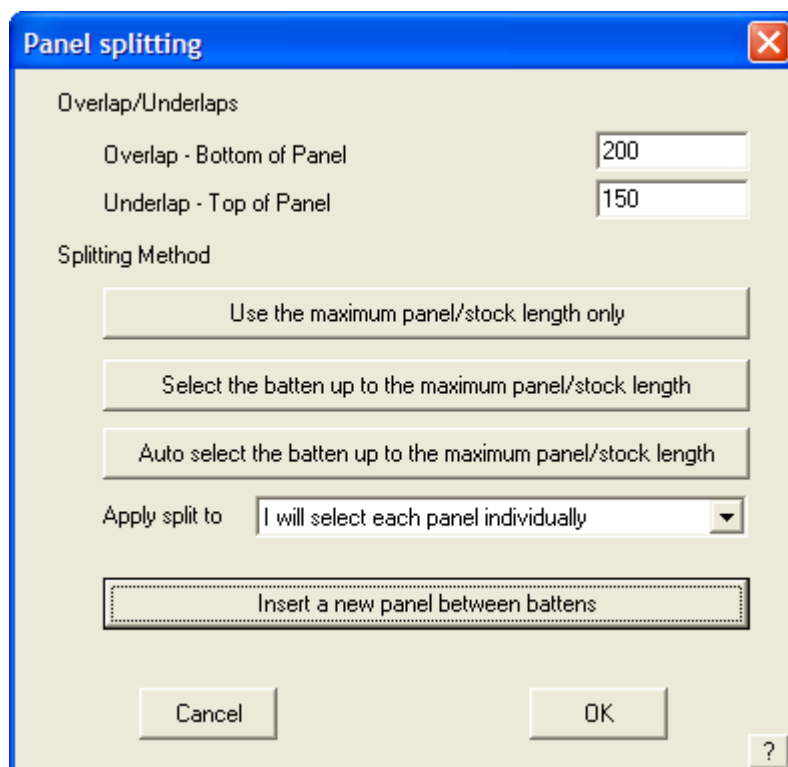 Panel splitting
Overlap/Underlaps
Overlap - Bottom of Panel 200
Underlap - Top of Panel 150
Splitting Method
Use the maximum panel/stock length only
Select the batten up to the maximum panel/stock length
Auto select the batten up to the maximum panel/stock length
Apply split to I will select each panel individually
Insert a new panel between battens
Cancel OK
?